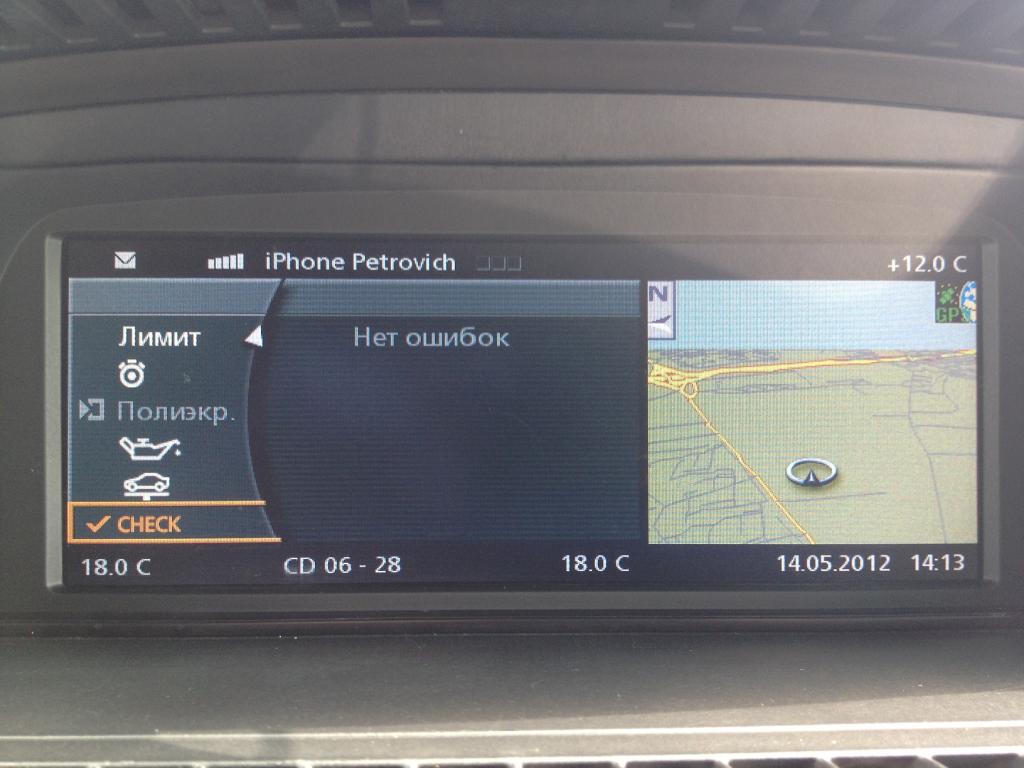 iPhone Petrovich
+12.0 C
Лимит
Нет ошибок
N
GPS
Полиэкр.
CHECK
18.0 C
CD 06 - 28
18.0 C
14.05.2012
14:13